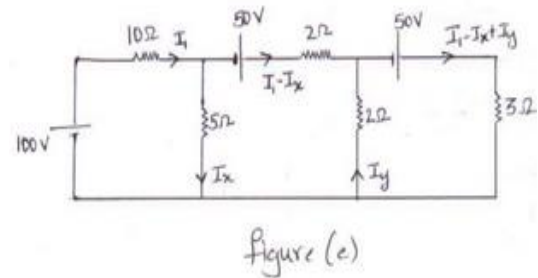 50V 50V
10Ω I₁ 2Ω I₁-Iₓ+Iy
I₁-Iₓ
100V 5Ω 2Ω 3Ω
Iₓ Iy
figure (e)